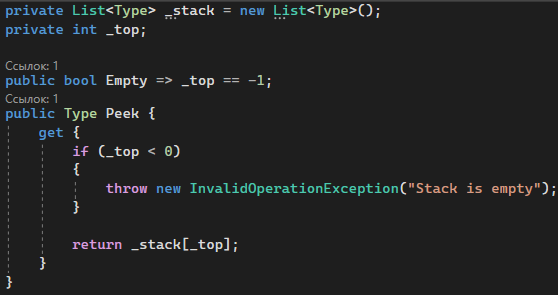 private List<Type> _stack = new List<Type>();
private int _top;
Ссылок: 1
public bool Empty => _top == -1;
Ссылок: 1
public Type Peek {
get {
if (_top < 0)
{
throw new InvalidOperationException("Stack is empty");
}
return _stack[_top];
}
}